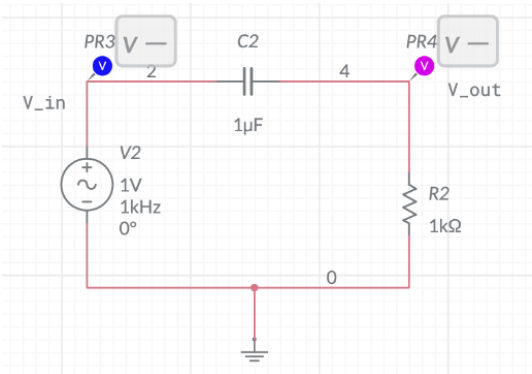 PR3 V —
C2
PR4 V —
V
V
2
4
V_in
V_out
1µF
V2
+
1V
1kHz
0°
R2
1kΩ
0